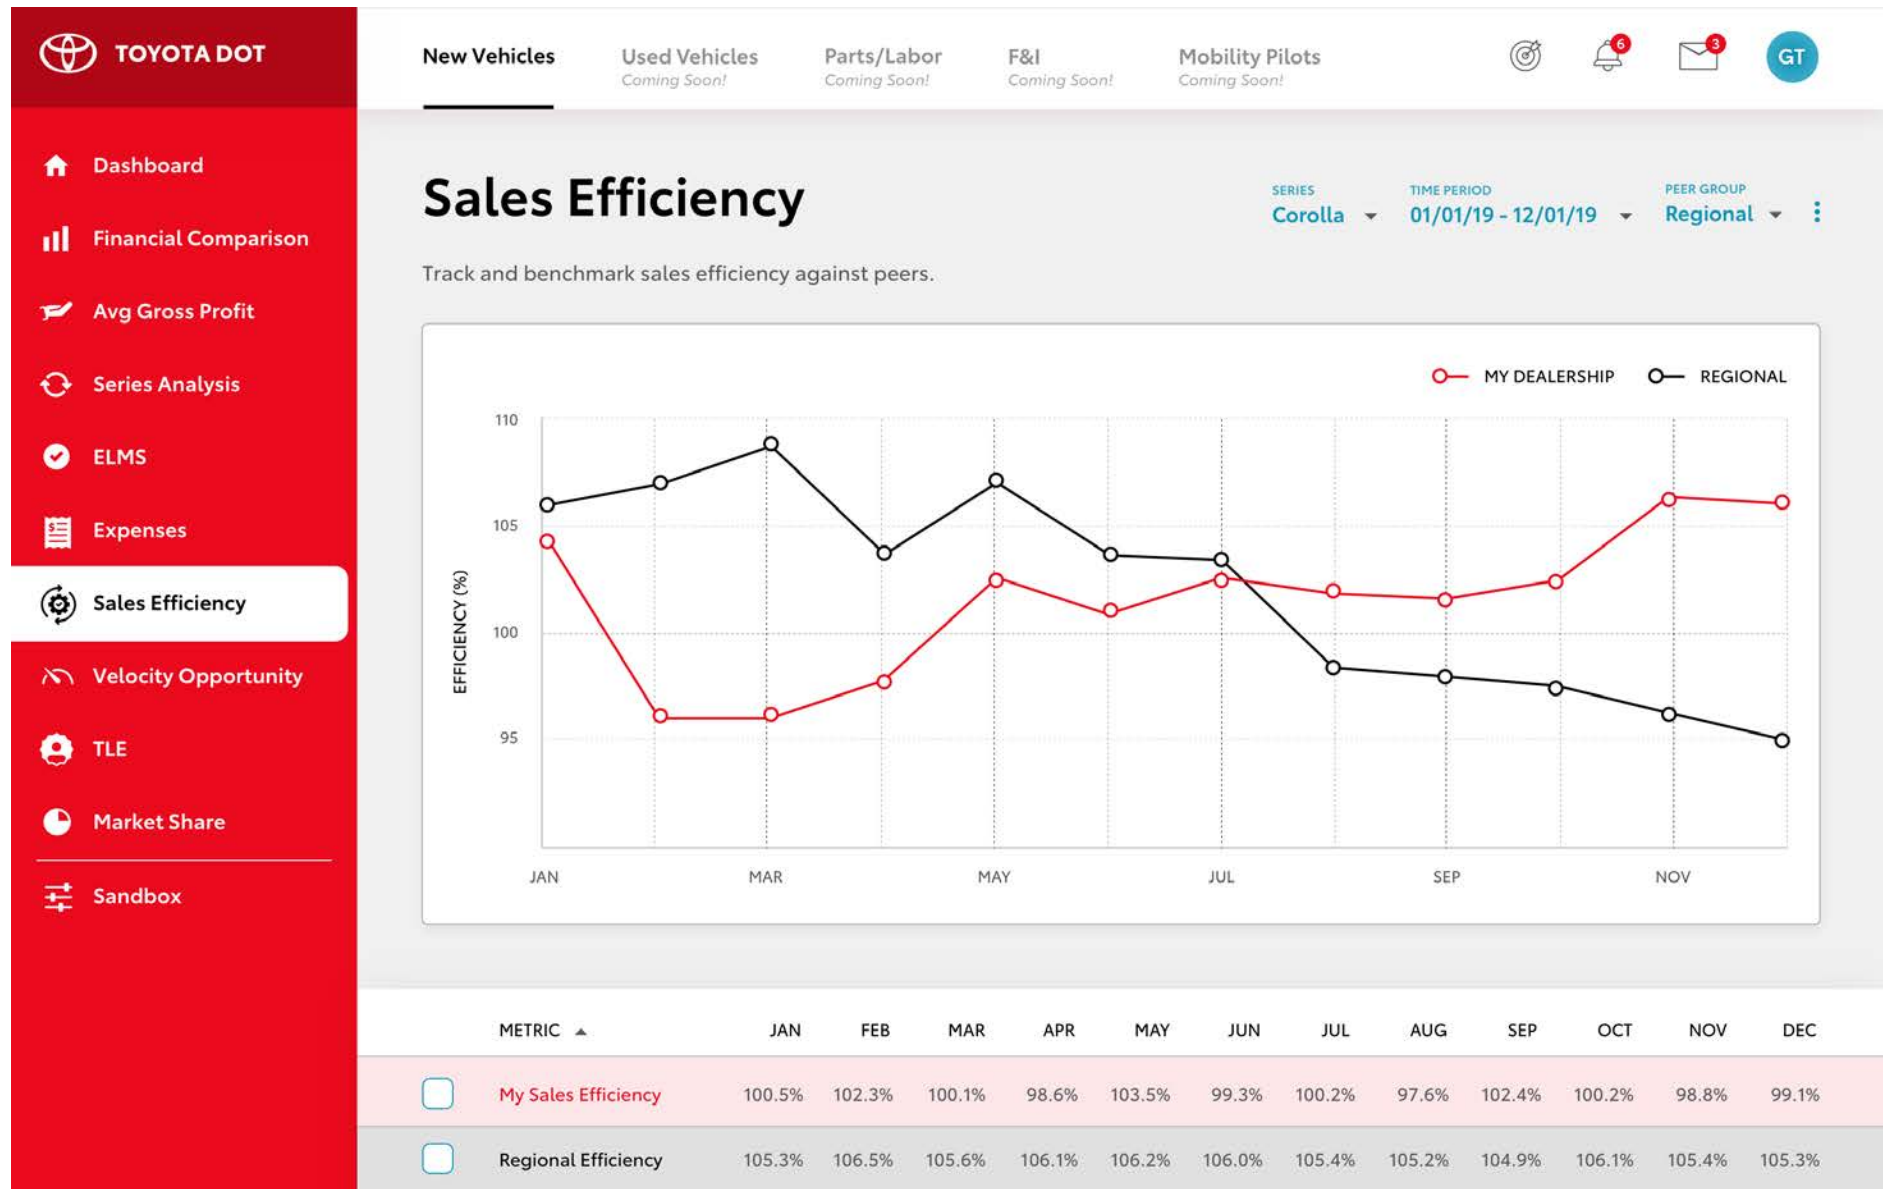 TOYOTA DOT
New Vehicles
Used Vehicles
Coming Soon!
Parts/Labor
Coming Soon!
F&I
Coming Soon!
Mobility Pilots
Coming Soon!
6
3
GT
Dashboard
Financial Comparison
Avg Gross Profit
Series Analysis
ELMS
Expenses
Sales Efficiency
Velocity Opportunity
TLE
Market Share
Sandbox
Sales Efficiency
Track and benchmark sales efficiency against peers.
SERIES
Corolla
TIME PERIOD
01/01/19 - 12/01/19
PEER GROUP
Regional
MY DEALERSHIP REGIONAL
EFFICIENCY (%)
110
105
100
95
JAN MAR MAY JUL SEP NOV
METRIC JAN FEB MAR APR MAY JUN JUL AUG SEP OCT NOV DEC
My Sales Efficiency 100.5% 102.3% 100.1% 98.6% 103.5% 99.3% 100.2% 97.6% 102.4% 100.2% 98.8% 99.1%
Regional Efficiency 105.3% 106.5% 105.6% 106.1% 106.2% 106.0% 105.4% 105.2% 104.9% 106.1% 105.4% 105.3%